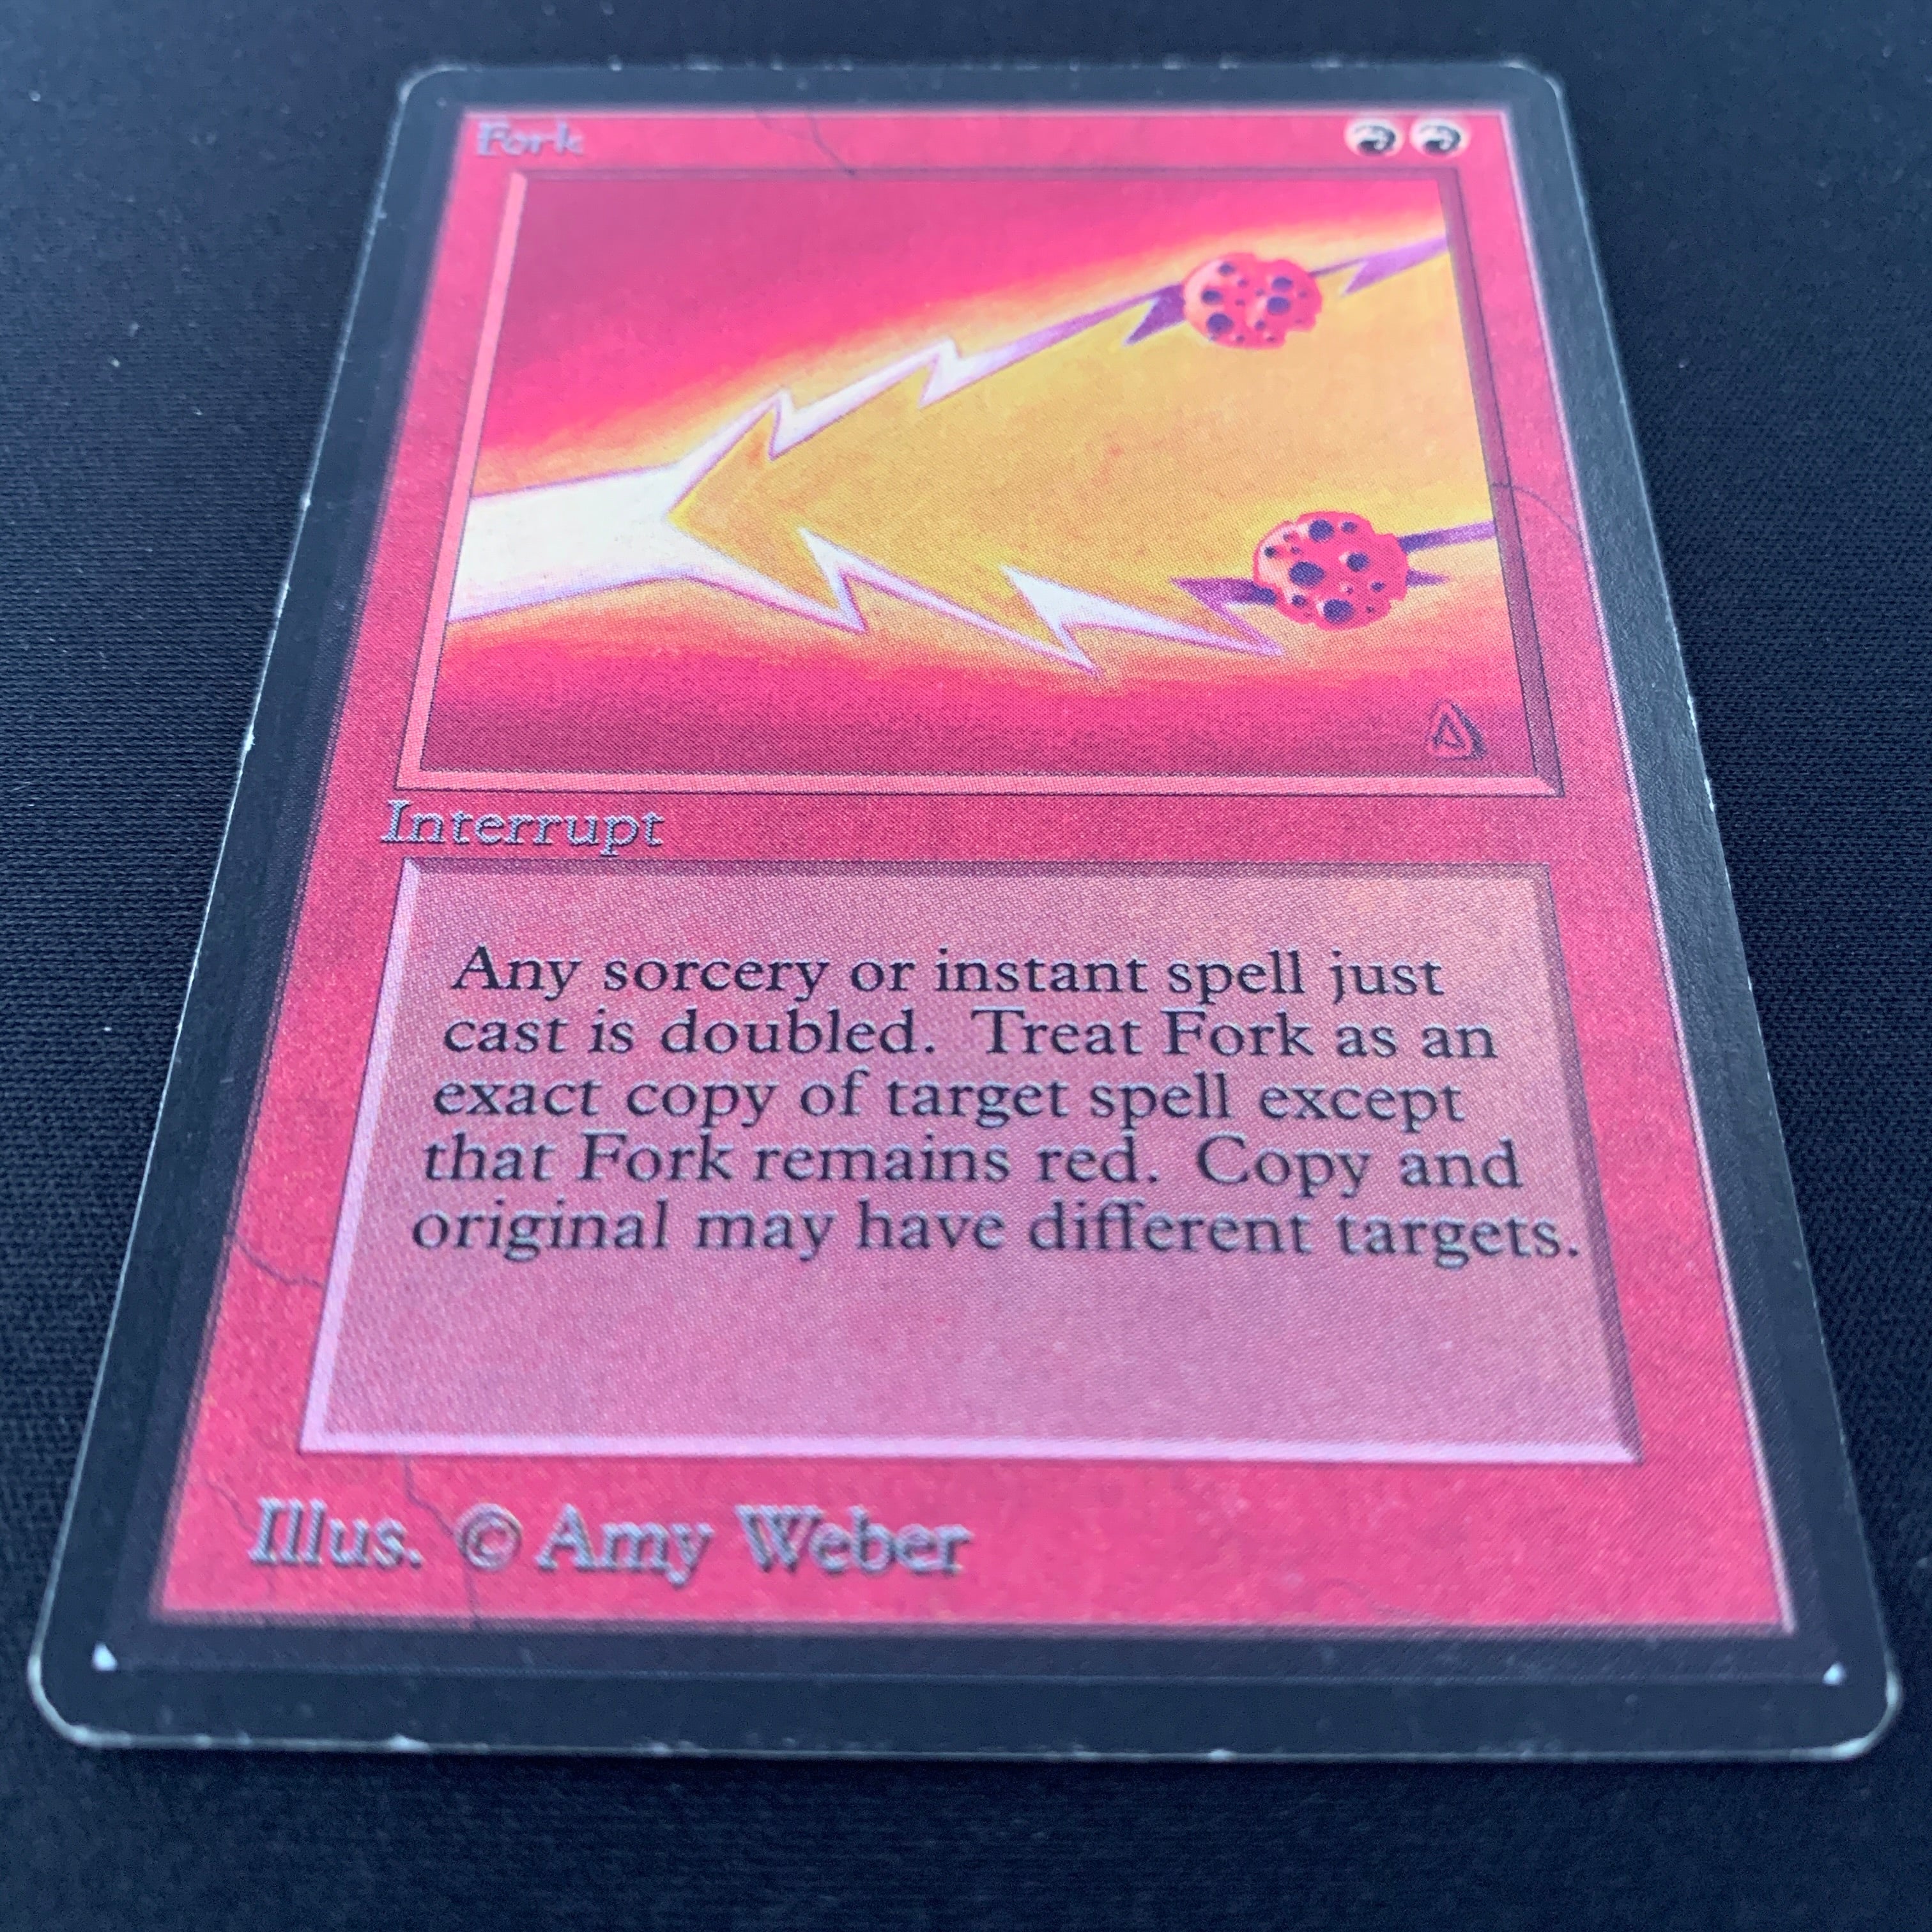 Fork
Interrupt
Any sorcery or instant spell just
cast is doubled. Treat Fork as an
exact copy of target spell except
that Fork remains red. Copy and
original may have different targets.
Illus. © Amy Weber